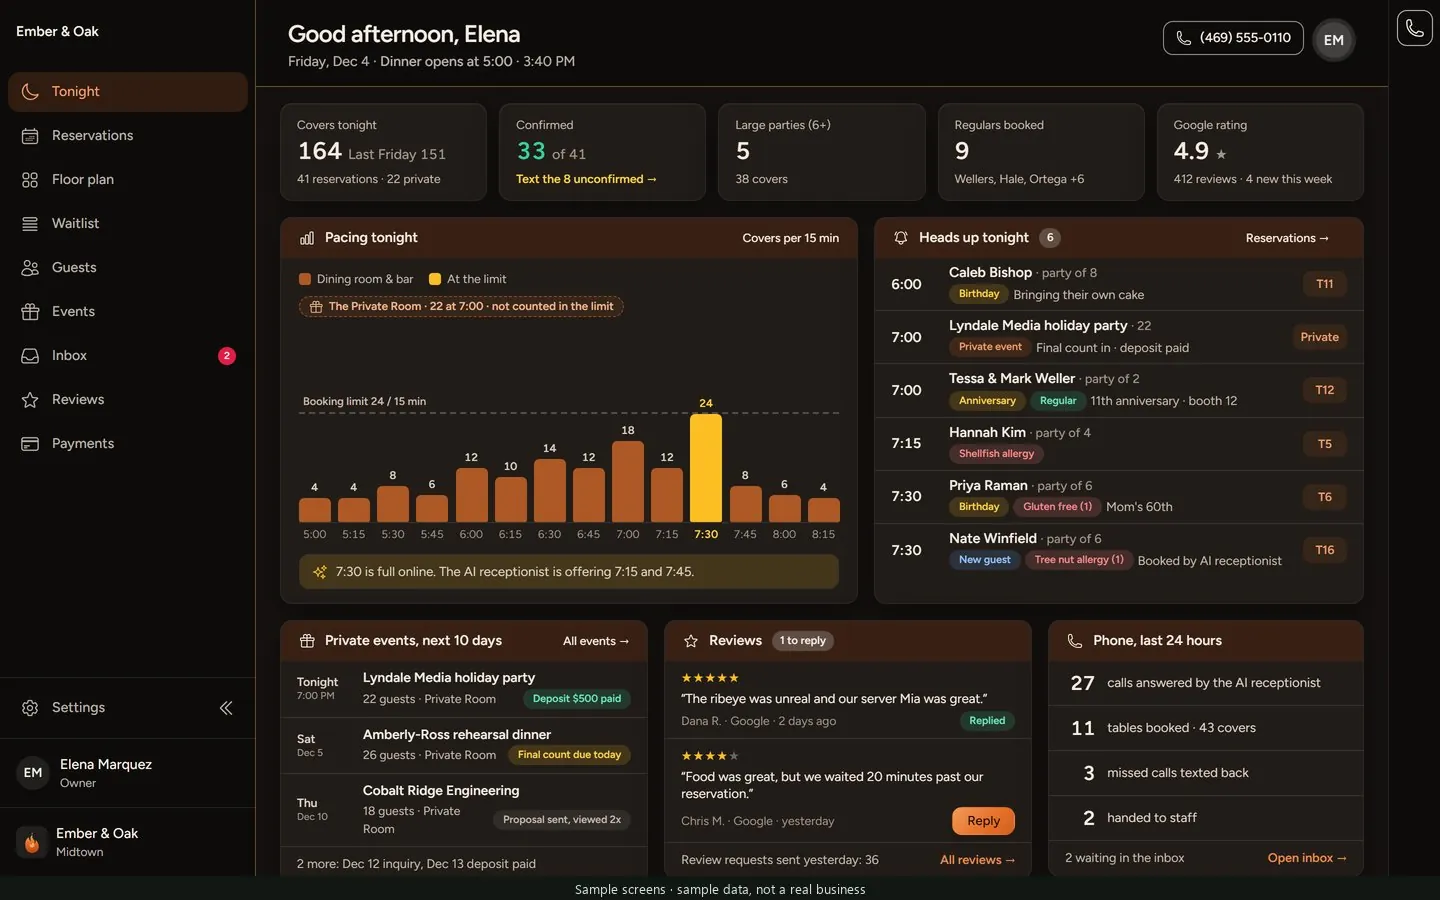 Ember & Oak
Tonight
Reservations
Floor plan
Waitlist
Guests
Events
Inbox 2
Reviews
Payments
Settings
EM Elena Marquez
Owner
Ember & Oak
Midtown
Good afternoon, Elena
Friday, Dec 4 · Dinner opens at 5:00 · 3:40 PM
(469) 555-0110
EM
Covers tonight
164 Last Friday 151
41 reservations · 22 private
Confirmed
33 of 41
Text the 8 unconfirmed →
Large parties (6+)
5
38 covers
Regulars booked
9
Wellers, Hale, Ortega +6
Google rating
4.9 ★
412 reviews · 4 new this week
Pacing tonight
Covers per 15 min
Dining room & bar
At the limit
The Private Room · 22 at 7:00 · not counted in the limit
Booking limit 24 / 15 min
4 4 8 6 12 10 14 12 18 12 24 8 6 4
5:00 5:15 5:30 5:45 6:00 6:15 6:30 6:45 7:00 7:15 7:30 7:45 8:00 8:15
7:30 is full online. The AI receptionist is offering 7:15 and 7:45.
Heads up tonight 6
Reservations →
6:00
Caleb Bishop · party of 8
Birthday Bringing their own cake
T11
7:00
Lyndale Media holiday party · 22
Private event Final count in · deposit paid
Private
7:00
Tessa & Mark Weller · party of 2
Anniversary Regular 11th anniversary · booth 12
T12
7:15
Hannah Kim · party of 4
Shellfish allergy
T5
7:30
Priya Raman · party of 6
Birthday Gluten free (1) Mom's 60th
T6
7:30
Nate Winfield · party of 6
New guest Tree nut allergy (1) Booked by AI receptionist
T16
Private events, next 10 days
All events →
Tonight
7:00 PM
Lyndale Media holiday party
22 guests · Private Room
Deposit $500 paid
Sat
Dec 5
Amberly-Ross rehearsal dinner
26 guests · Private Room
Final count due today
Thu
Dec 10
Cobalt Ridge Engineering
18 guests · Private
Room
Proposal sent, viewed 2x
2 more: Dec 12 inquiry, Dec 13 deposit paid
Reviews 1 to reply
★★★★★
“The ribeye was unreal and our server Mia was great.”
Dana R. · Google · 2 days ago
Replied
★★★★★
“Food was great, but we waited 20 minutes past our
reservation.”
Chris M. · Google · yesterday
Reply
Review requests sent yesterday: 36
All reviews →
Phone, last 24 hours
27 calls answered by the AI receptionist
11 tables booked · 43 covers
3 missed calls texted back
2 handed to staff
2 waiting in the inbox
Open inbox →
Sample screens · sample data, not a real business